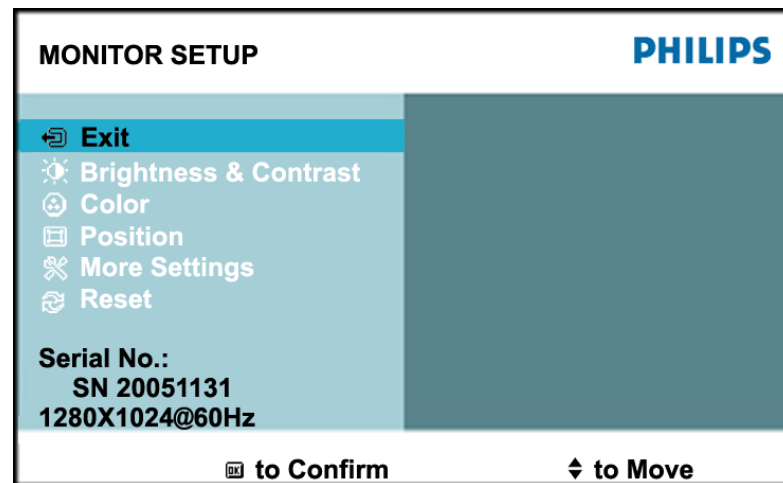 MONITOR SETUP
PHILIPS
Exit
Brightness & Contrast
Color
Position
More Settings
Reset
Serial No.:
SN 20051131
1280X1024@60Hz
OK to Confirm
to Move